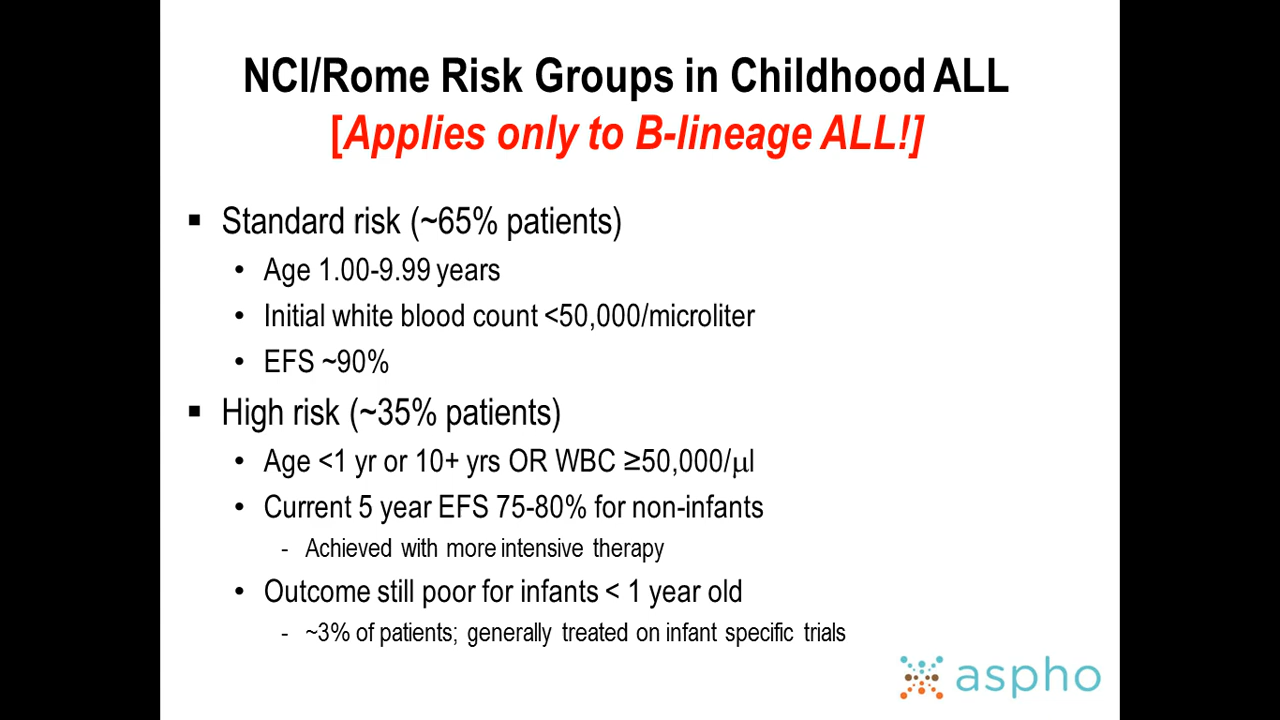 NCI/Rome Risk Groups in Childhood ALL
[Applies only to B-lineage ALL!]
▪ Standard risk (~65% patients)
• Age 1.00-9.99 years
• Initial white blood count <50,000/microliter
• EFS ~90%
▪ High risk (~35% patients)
• Age <1 yr or 10+ yrs OR WBC ≥50,000/μl
• Current 5 year EFS 75-80% for non-infants
- Achieved with more intensive therapy
• Outcome still poor for infants < 1 year old
- ~3% of patients; generally treated on infant specific trials
aspho